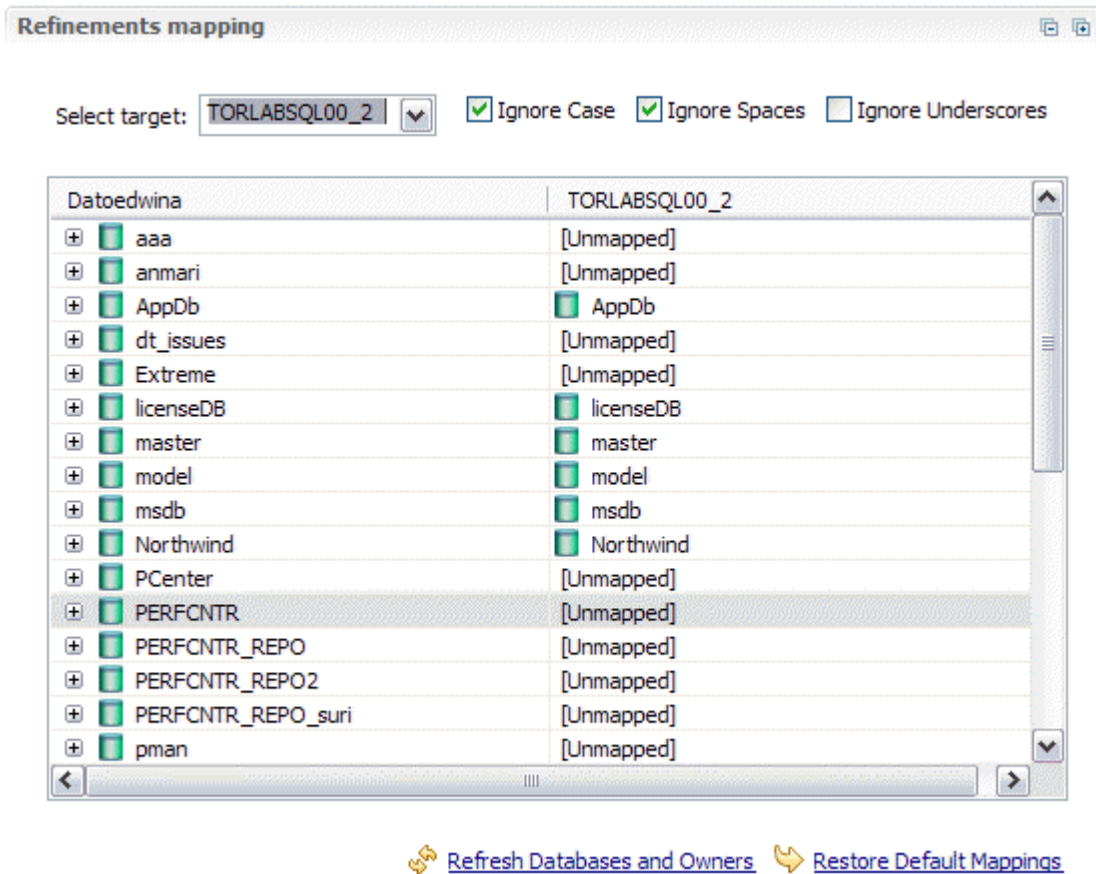 Refinements mapping
Select target: TORLABSQL00_2 Ignore Case Ignore Spaces Ignore Underscores
Datoedwina TORLABSQL00_2
aaa [Unmapped]
anmari [Unmapped]
AppDb AppDb
dt_issues [Unmapped]
Extreme [Unmapped]
licenseDB licenseDB
master master
model model
msdb msdb
Northwind Northwind
PCenter [Unmapped]
PERFCNTR [Unmapped]
PERFCNTR_REPO [Unmapped]
PERFCNTR_REPO2 [Unmapped]
PERFCNTR_REPO_suri [Unmapped]
pman [Unmapped]
Refresh Databases and Owners Restore Default Mappings